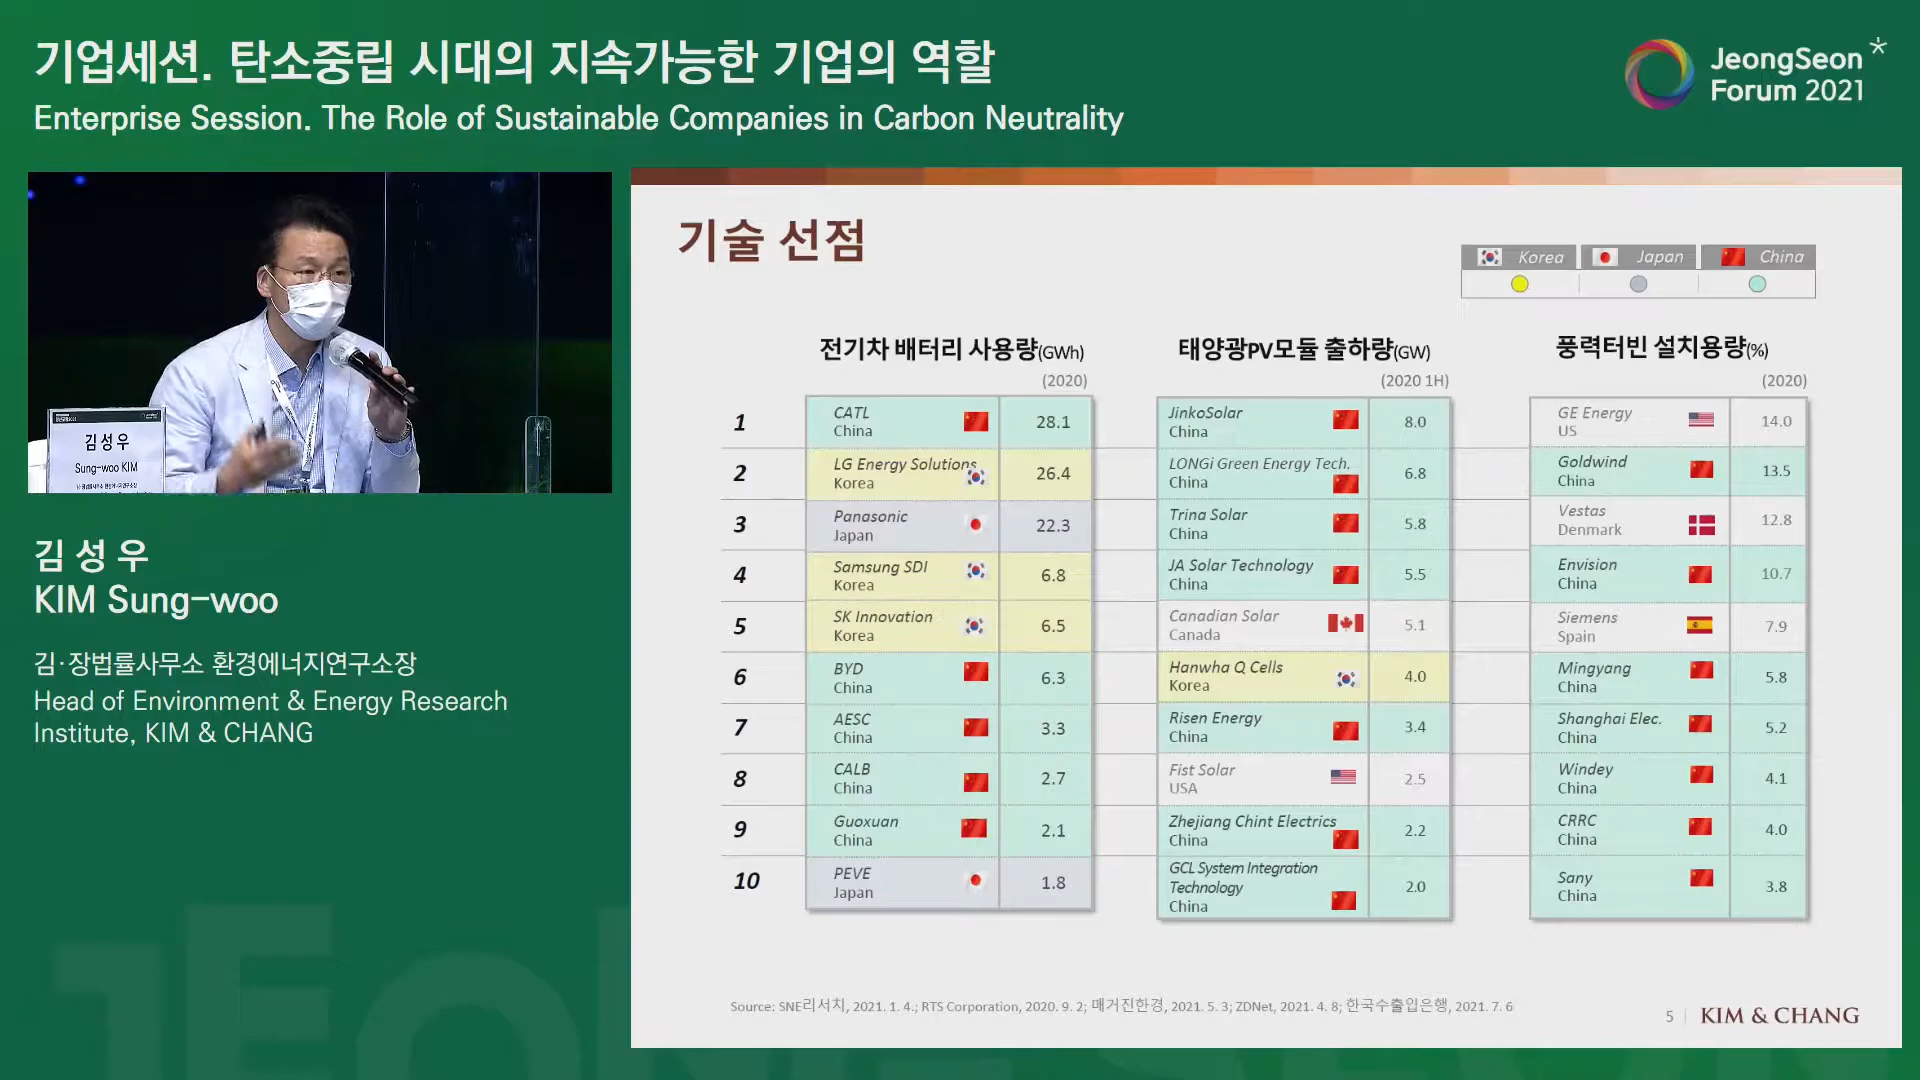 기업세션. 탄소중립 시대의 지속가능한 기업의 역할
Enterprise Session. The Role of Sustainable Companies in Carbon Neutrality
JeongSeon
Forum 2021
김성우
Sung-woo KIM
김 성 우
KIM Sung-woo
김·장법률사무소 환경에너지연구소장
Head of Environment & Energy Research
Institute, KIM & CHANG
기술 선점
Korea Japan China
전기차 배터리 사용량(GWh)
(2020)
1 CATL China 28.1
2 LG Energy Solutions Korea 26.4
3 Panasonic Japan 22.3
4 Samsung SDI Korea 6.8
5 SK Innovation Korea 6.5
6 BYD China 6.3
7 AESC China 3.3
8 CALB China 2.7
9 Guoxuan China 2.1
10 PEVE Japan 1.8
태양광PV모듈 출하량(GW)
(2020 1H)
JinkoSolar China 8.0
LONGi Green Energy Tech. China 6.8
Trina Solar China 5.8
JA Solar Technology China 5.5
Canadian Solar Canada 5.1
Hanwha Q Cells Korea 4.0
Risen Energy China 3.4
Fist Solar USA 2.5
Zhejiang Chint Electrics China 2.2
GCL System Integration Technology China 2.0
풍력터빈 설치용량(%)
(2020)
GE Energy US 14.0
Goldwind China 13.5
Vestas Denmark 12.8
Envision China 10.7
Siemens Spain 7.9
Mingyang China 5.8
Shanghai Elec. China 5.2
Windey China 4.1
CRRC China 4.0
Sany China 3.8
Source: SNE리서치, 2021. 1. 4.; RTS Corporation, 2020. 9. 2; 매거진한경, 2021. 5. 3; ZDNet, 2021. 4. 8; 한국수출입은행, 2021. 7. 6
5 | KIM & CHANG